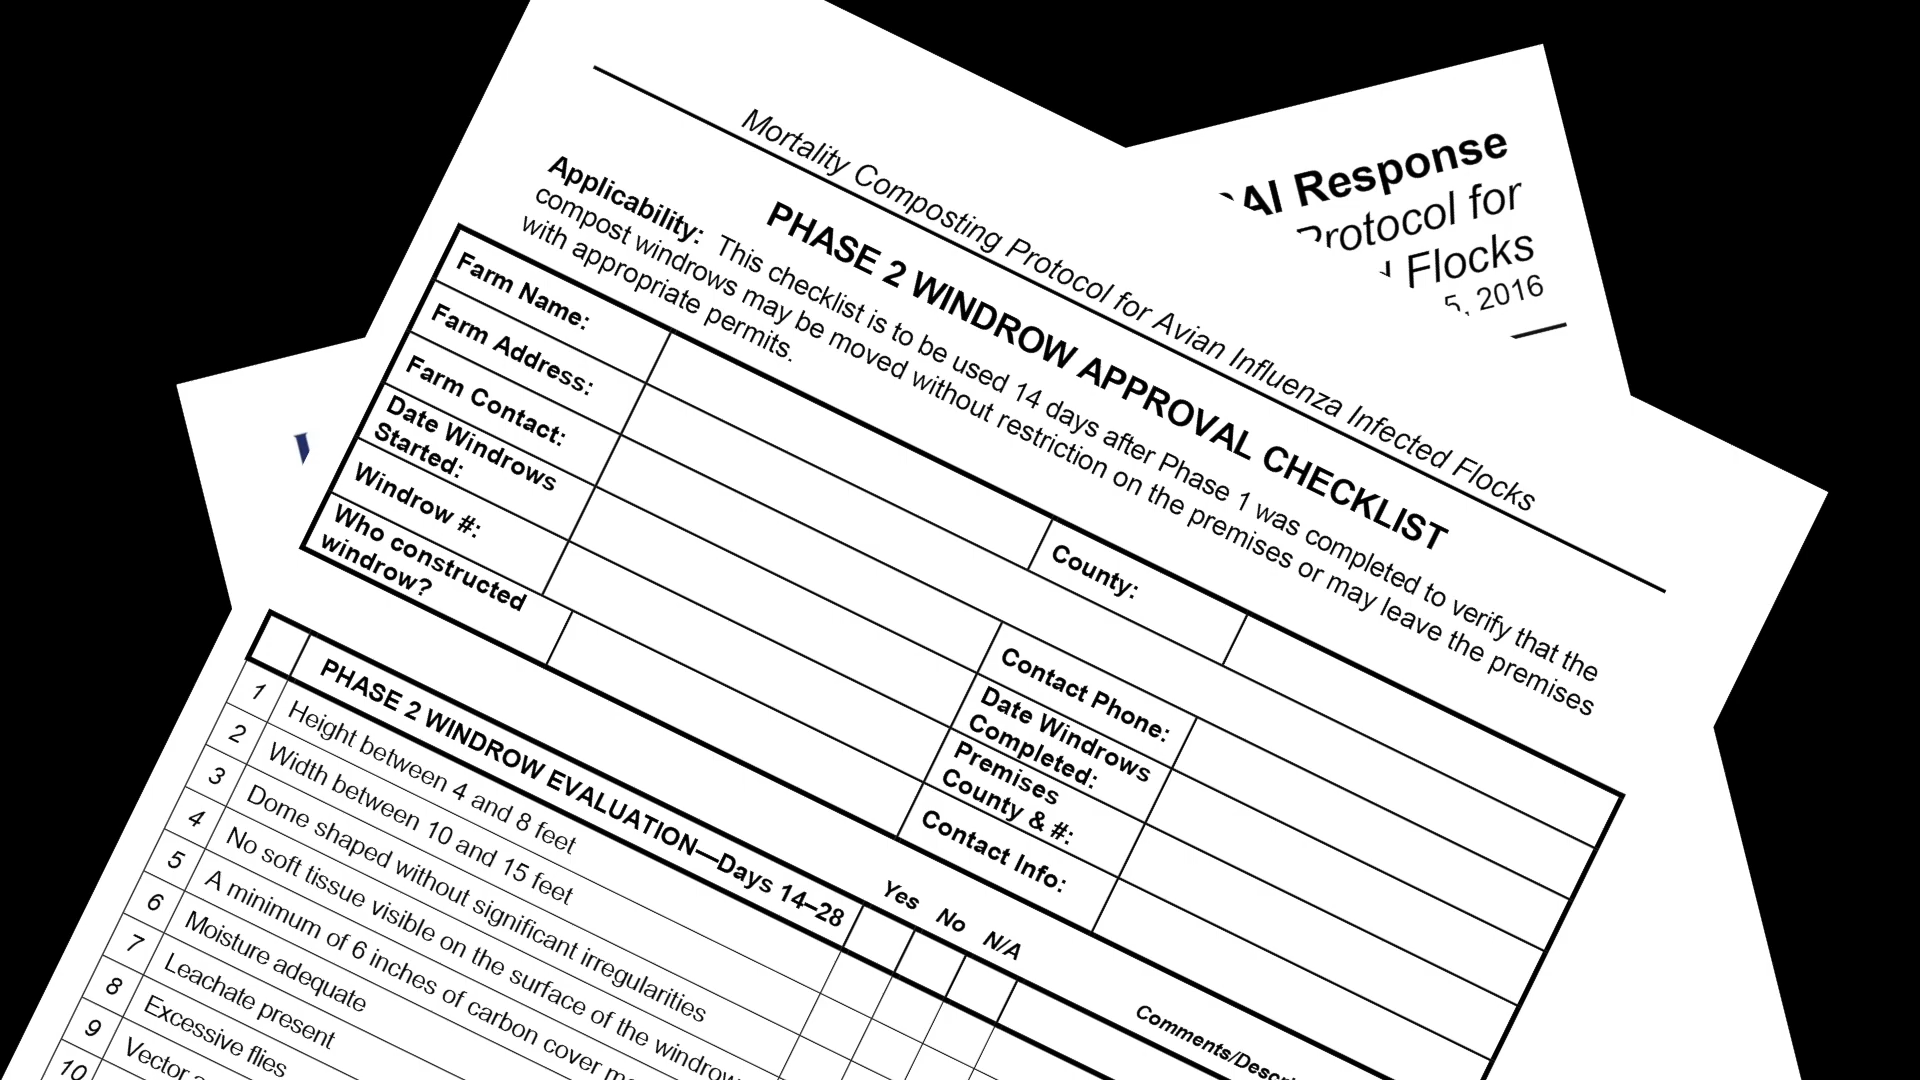 Mortality Composting Protocol for Avian Influenza Infected Flocks
PHASE 2 WINDROW APPROVAL CHECKLIST
Applicability: This checklist is to be used 14 days after Phase 1 was completed to verify that the
compost windrows may be moved without restriction on the premises or may leave the premises
with appropriate permits.
Farm Name:
Farm Address:
County:
Farm Contact:
Contact Phone:
Date Windrows
Started:
Date Windrows
Completed:
Windrow #:
Premises
County & #:
Who constructed
windrow?
Contact Info:
PHASE 2 WINDROW EVALUATION—Days 14–28
Yes No N/A
1 Height between 4 and 8 feet
2 Width between 10 and 15 feet
3 Dome shaped without significant irregularities
4 No soft tissue visible on the surface of the windrow
5 A minimum of 6 inches of carbon cover
6 Moisture adequate
7 Leachate present
8 Excessive flies
9 Vector
10
AI Response
Protocol for
Flocks
5, 2016